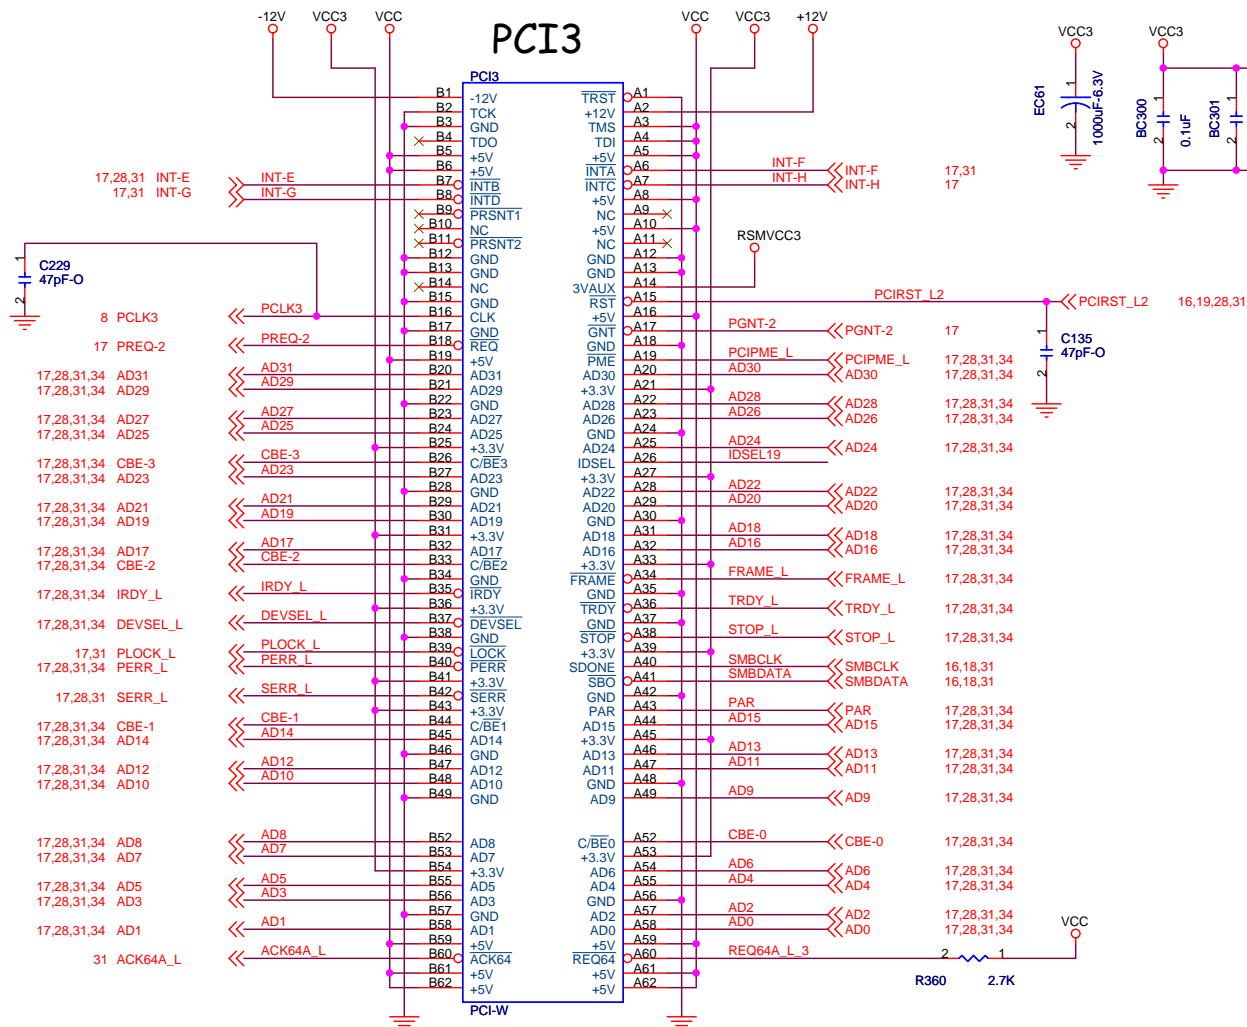 -12V VCC3 VCC PCI3 VCC VCC3 +12V VCC3 VCC3
PCI3
EC61 1 2 1000uF-6.3V
BC300 1 2 0.1uF
BC301 1 2
B1 -12V TRST A1
B2 TCK +12V A2
B3 GND TMS A3
B4 TDO TDI A4
B5 +5V +5V A5
B6 +5V INTA A6 INT-F INT-F 17,31
17,28,31 INT-E INT-E B7 INTB INTC A7 INT-H INT-H 17
17,31 INT-G INT-G B8 INTD +5V A8
B9 PRSNT1 NC A9
B10 NC +5V A10
B11 PRSNT2 NC A11
RSMVCC3
B12 GND GND A12
1 C229 2 47pF-O
B13 GND GND A13
B14 NC 3VAUX A14
B15 GND RST A15 PCIRST_L2 PCIRST_L2 16,19,28,31
8 PCLK3 PCLK3 B16 CLK +5V A16
B17 GND GNT A17 PGNT-2 PGNT-2 17
17 PREQ-2 PREQ-2 B18 REQ GND A18
1 C135 2 47pF-O
B19 +5V PME A19 PCIPME_L PCIPME_L 17,28,31,34
17,28,31,34 AD31 AD31 B20 AD31 AD30 A20 AD30 AD30 17,28,31,34
17,28,31,34 AD29 AD29 B21 AD29 +3.3V A21
B22 GND AD28 A22 AD28 AD28 17,28,31,34
17,28,31,34 AD27 AD27 B23 AD27 AD26 A23 AD26 AD26 17,28,31,34
17,28,31,34 AD25 AD25 B24 AD25 GND A24
B25 +3.3V AD24 A25 AD24 AD24 17,28,31,34
17,28,31,34 CBE-3 CBE-3 B26 C/BE3 IDSEL A26 IDSEL19
17,28,31,34 AD23 AD23 B27 AD23 +3.3V A27
B28 GND AD22 A28 AD22 AD22 17,28,31,34
17,28,31,34 AD21 AD21 B29 AD21 AD20 A29 AD20 AD20 17,28,31,34
17,28,31,34 AD19 AD19 B30 AD19 GND A30
B31 +3.3V AD18 A31 AD18 AD18 17,28,31,34
17,28,31,34 AD17 AD17 B32 AD17 AD16 A32 AD16 AD16 17,28,31,34
17,28,31,34 CBE-2 CBE-2 B33 C/BE2 +3.3V A33
B34 GND FRAME A34 FRAME_L FRAME_L 17,28,31,34
17,28,31,34 IRDY_L IRDY_L B35 IRDY GND A35
B36 +3.3V TRDY A36 TRDY_L TRDY_L 17,28,31,34
17,28,31,34 DEVSEL_L DEVSEL_L B37 DEVSEL GND A37
B38 GND STOP A38 STOP_L STOP_L 17,28,31,34
17,31 PLOCK_L PLOCK_L B39 LOCK +3.3V A39
17,28,31,34 PERR_L PERR_L B40 PERR SDONE A40 SMBCLK SMBCLK 16,18,31
B41 +3.3V SBO A41 SMBDATA SMBDATA 16,18,31
17,28,31 SERR_L SERR_L B42 SERR GND A42
B43 +3.3V PAR A43 PAR PAR 17,28,31,34
17,28,31,34 CBE-1 CBE-1 B44 C/BE1 AD15 A44 AD15 AD15 17,28,31,34
17,28,31,34 AD14 AD14 B45 AD14 +3.3V A45
B46 GND AD13 A46 AD13 AD13 17,28,31,34
17,28,31,34 AD12 AD12 B47 AD12 AD11 A47 AD11 AD11 17,28,31,34
17,28,31,34 AD10 AD10 B48 AD10 GND A48
B49 GND AD9 A49 AD9 AD9 17,28,31,34
17,28,31,34 AD8 AD8 B52 AD8 C/BE0 A52 CBE-0 CBE-0 17,28,31,34
17,28,31,34 AD7 AD7 B53 AD7 +3.3V A53
B54 +3.3V AD6 A54 AD6 AD6 17,28,31,34
17,28,31,34 AD5 AD5 B55 AD5 AD4 A55 AD4 AD4 17,28,31,34
17,28,31,34 AD3 AD3 B56 AD3 GND A56
B57 GND AD2 A57 AD2 AD2 17,28,31,34
17,28,31,34 AD1 AD1 B58 AD1 AD0 A58 AD0 AD0 17,28,31,34
VCC
B59 +5V +5V A59
31 ACK64A_L ACK64A_L B60 ACK64 REQ64 A60 REQ64A_L_3 2 1
B61 +5V +5V A61
R360 2.7K
B62 +5V +5V A62
PCI-W